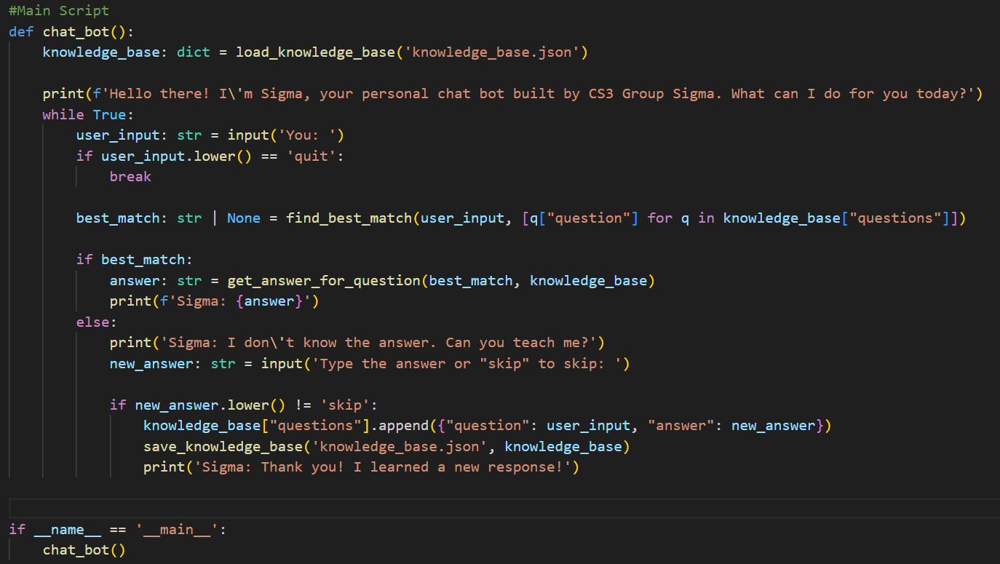 #Main Script
def chat_bot():
    knowledge_base: dict = load_knowledge_base('knowledge_base.json')
    print(f'Hello there! I\'m Sigma, your personal chat bot built by CS3 Group Sigma. What can I do for you today?')
    while True:
        user_input: str = input('You: ')
        if user_input.lower() == 'quit':
            break
        best_match: str | None = find_best_match(user_input, [q["question"] for q in knowledge_base["questions"]])
        if best_match:
            answer: str = get_answer_for_question(best_match, knowledge_base)
            print(f'Sigma: {answer}')
        else:
            print('Sigma: I don\'t know the answer. Can you teach me?')
            new_answer: str = input('Type the answer or "skip" to skip: ')
            if new_answer.lower() != 'skip':
                knowledge_base["questions"].append({"question": user_input, "answer": new_answer})
                save_knowledge_base('knowledge_base.json', knowledge_base)
                print('Sigma: Thank you! I learned a new response!')
if __name__ == '__main__':
    chat_bot()